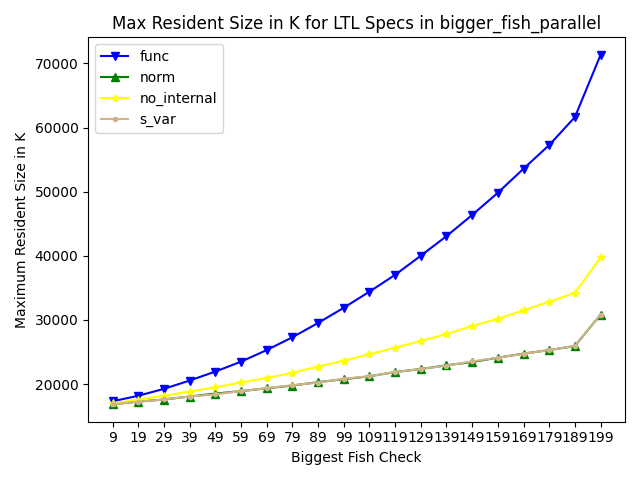 Max Resident Size in K for LTL Specs in bigger_fish_parallel
func
norm
no_internal
s_var
Maximum Resident Size in K
70000
60000
50000
40000
30000
20000
9 19 29 39 49 59 69 79 89 99 109 119 129 139 149 159 169 179 189 199
Biggest Fish Check